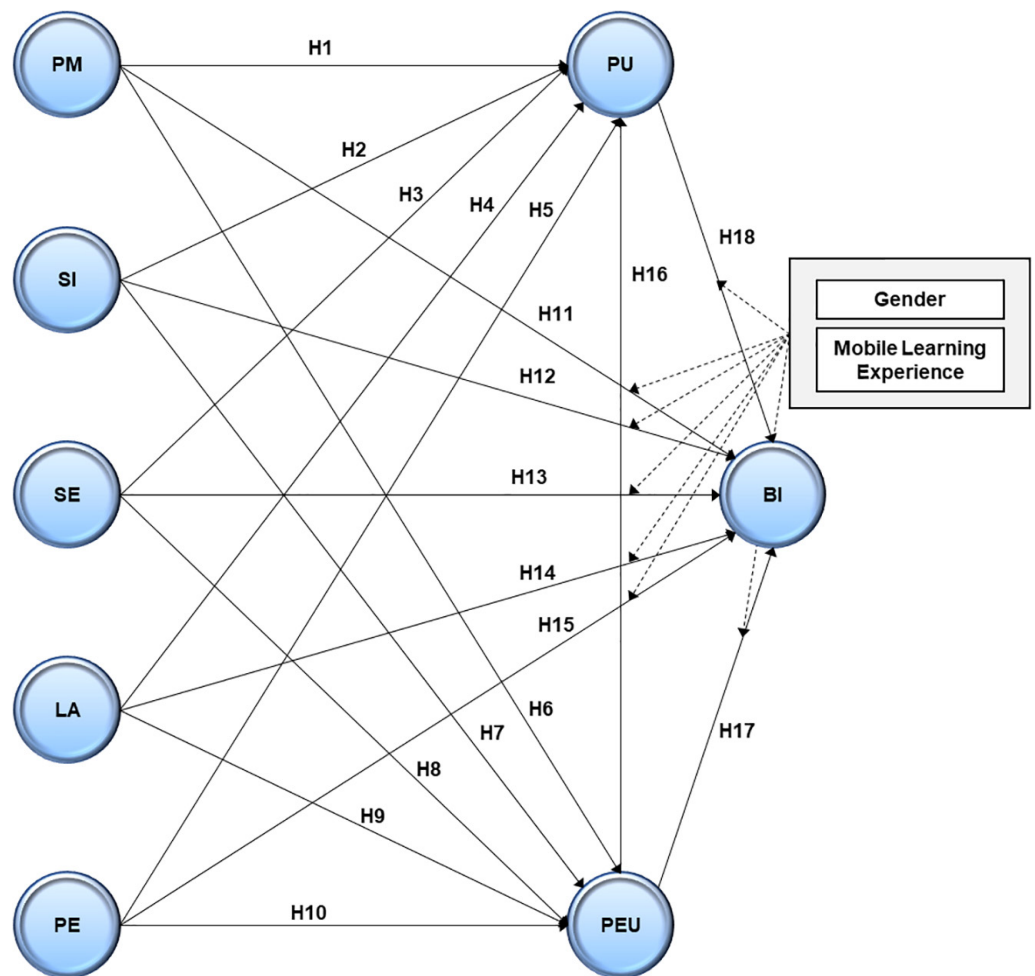 PM
H1
PU
H2
H3
H4
H5
SI
H18
H16
Gender
H11
Mobile Learning
Experience
H12
SE
H13
BI
H14
H15
LA
H6
H7
H17
H8
H9
PE
H10
PEU